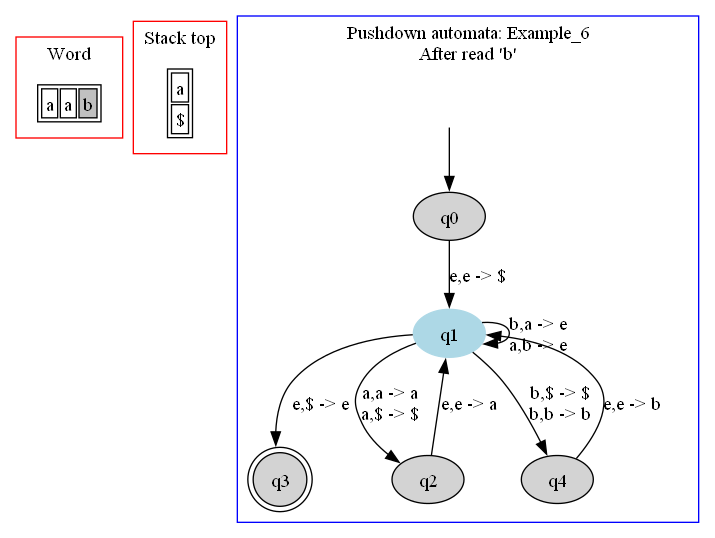 Word
a a b
Stack top
a
$
Pushdown automata: Example_6
After read 'b'
q0
e,e -> $
q1
b,a -> e
a,b -> e
e,$ -> e
a,a -> a
a,$ -> $
e,e -> a
b,$ -> $
b,b -> b
e,e -> b
q3
q2
q4